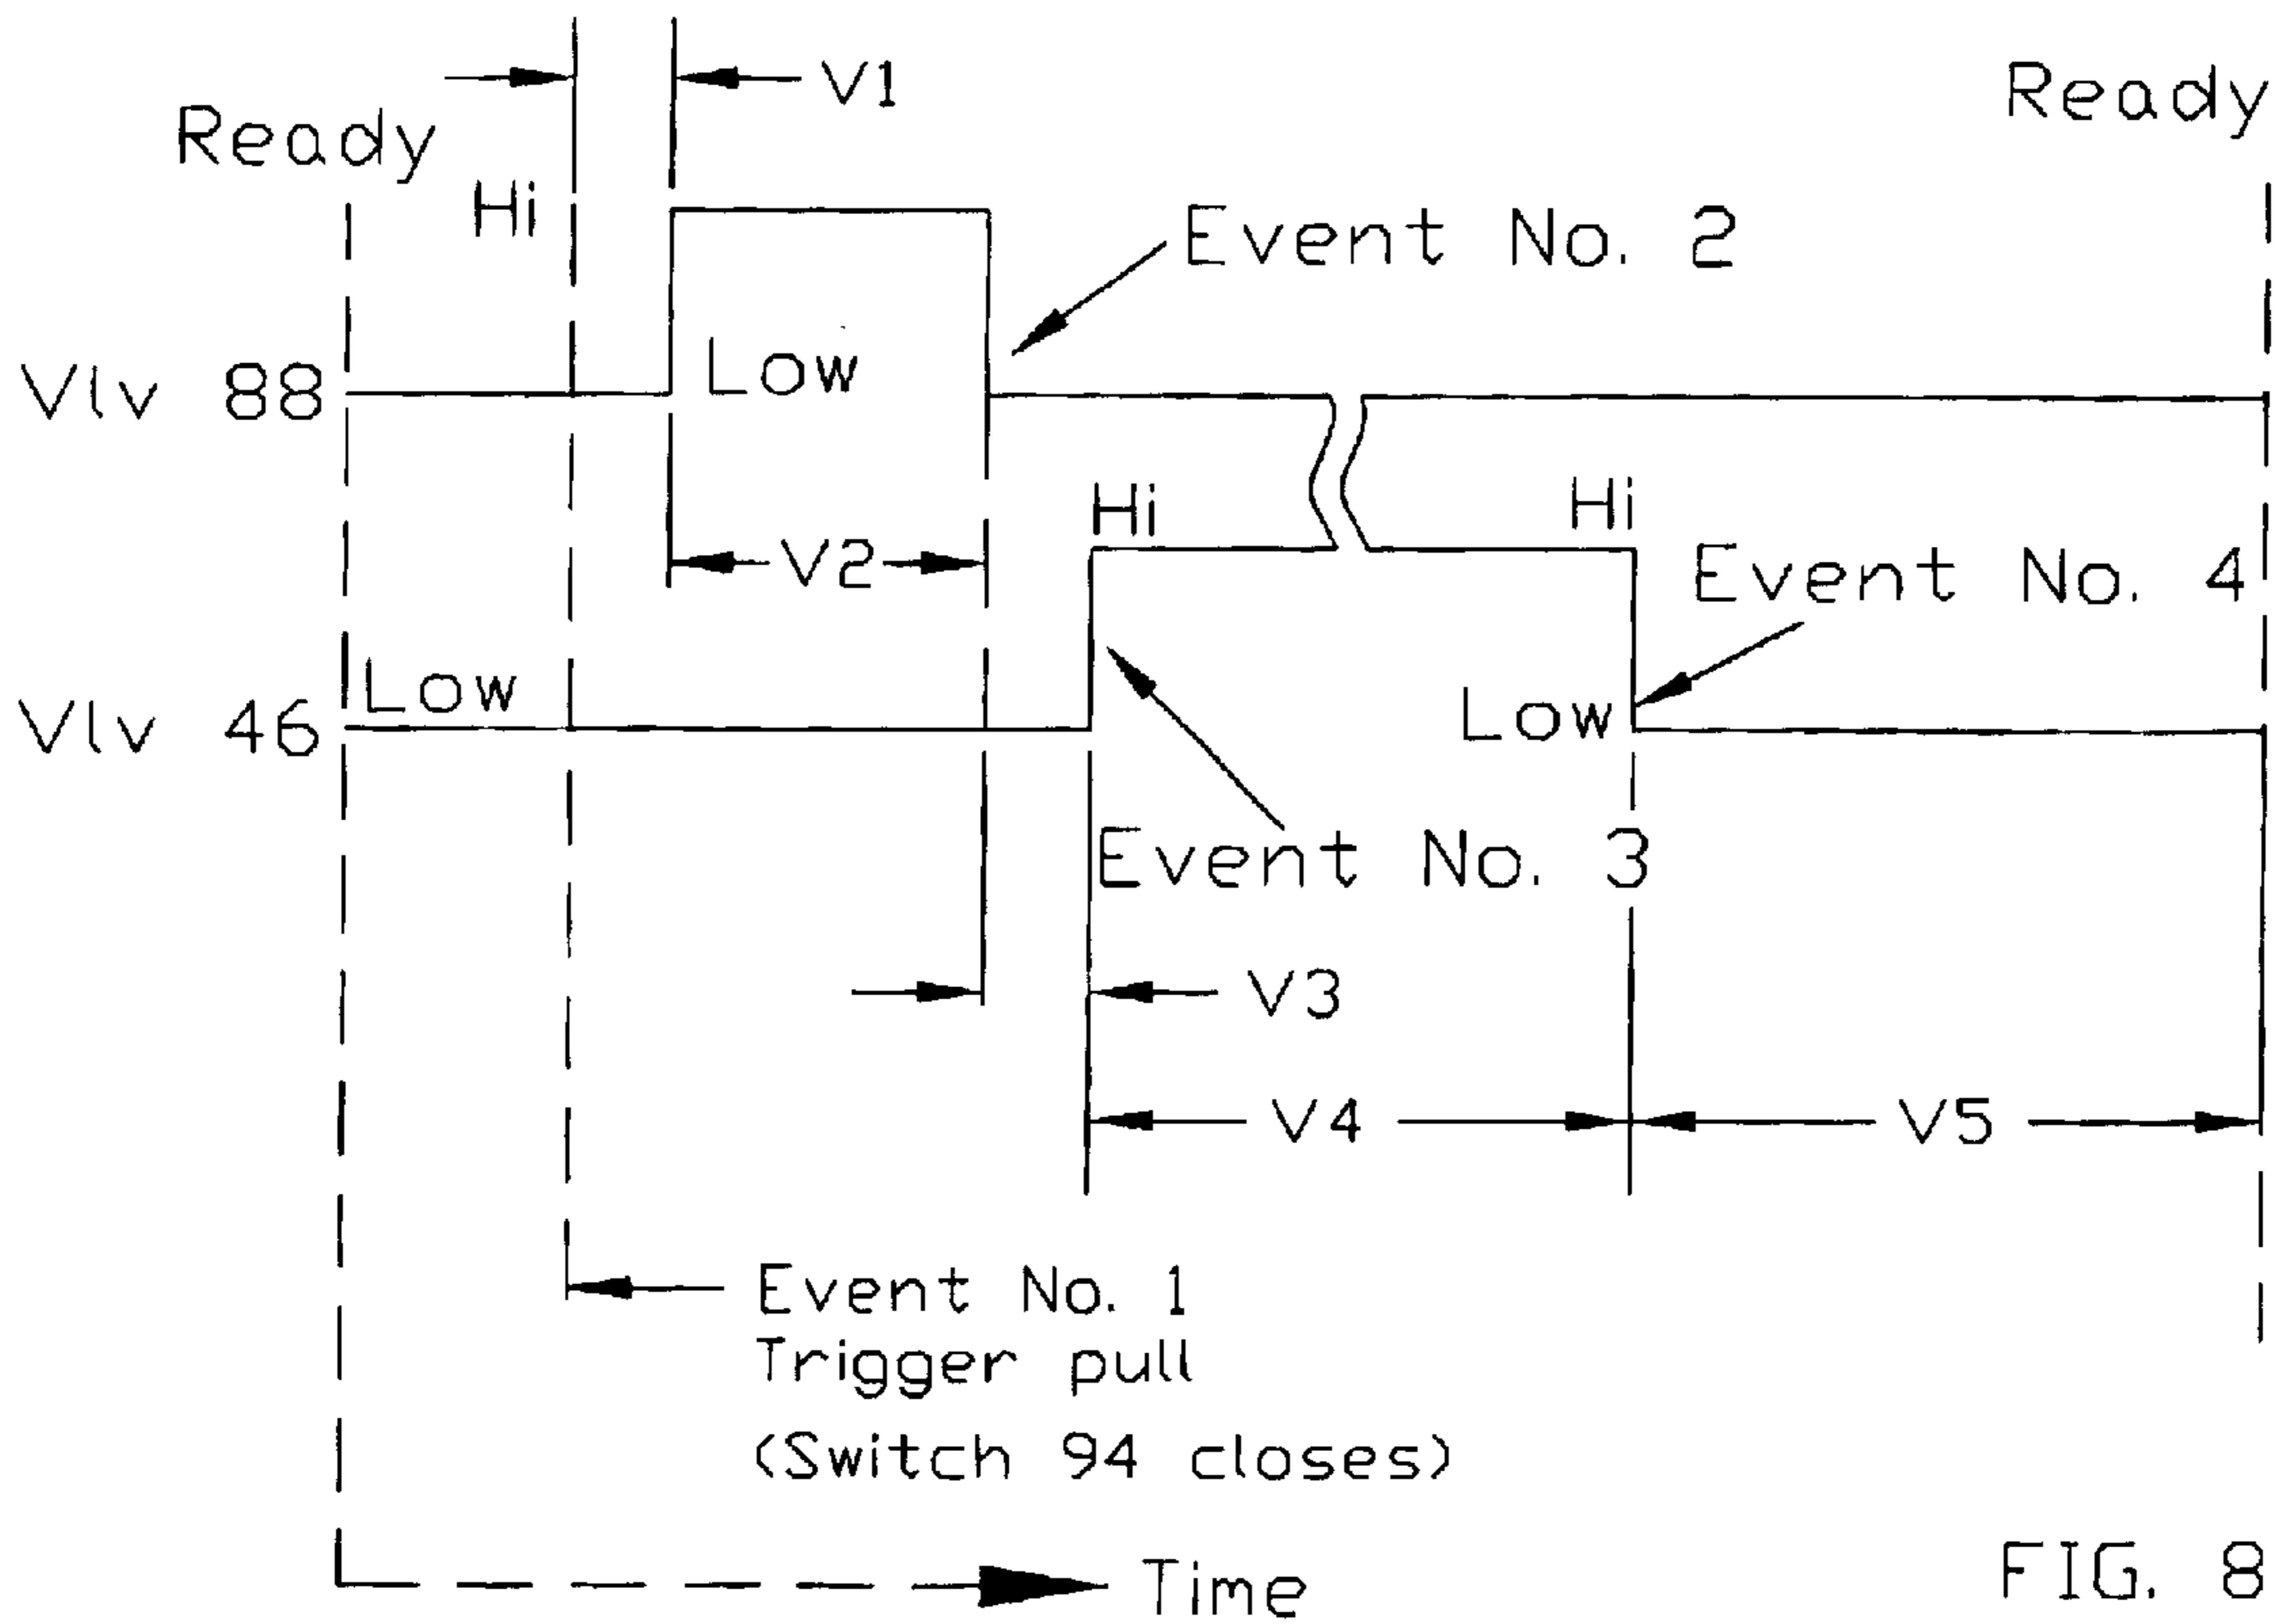 V1
Ready
Ready
Hi
Event No. 2
Vlv 88
Low
Hi
Hi
V2
Event No. 4
Low
Vlv 46
Low
Event No. 3
V3
V4
V5
Event No. 1
Trigger pull
(Switch 94 closes)
Time
FIG. 8